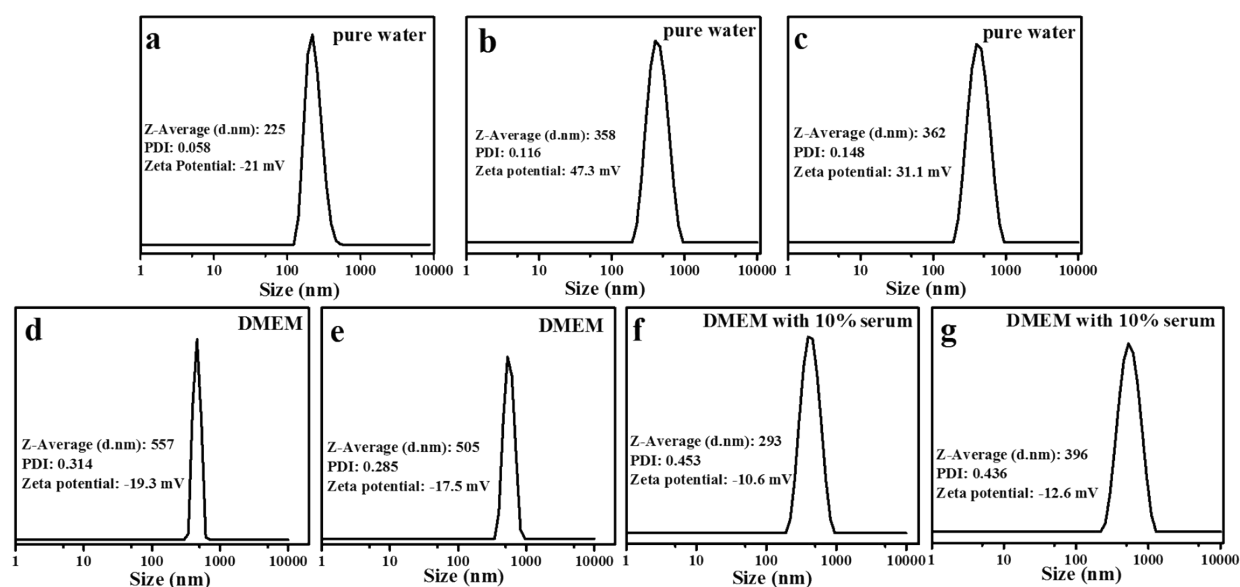 a
pure water
Z-Average (d.nm): 225
PDI: 0.058
Zeta Potential: -21 mV
1 10 100 1000 10000
Size (nm)
b
pure water
Z-Average (d.nm): 358
PDI: 0.116
Zeta potential: 47.3 mV
1 10 100 1000 10000
Size (nm)
c
pure water
Z-Average (d.nm): 362
PDI: 0.148
Zeta potential: 31.1 mV
1 10 100 1000 10000
Size (nm)
d
DMEM
Z-Average (d.nm): 557
PDI: 0.314
Zeta potential: -19.3 mV
1 10 100 1000 10000
Size (nm)
e
DMEM
Z-Average (d.nm): 505
PDI: 0.285
Zeta potential: -17.5 mV
1 10 100 1000 10000
Size (nm)
f
DMEM with 10% serum
Z-Average (d.nm): 293
PDI: 0.453
Zeta potential: -10.6 mV
1 10 100 1000 10000
Size (nm)
g
DMEM with 10% serum
Z-Average (d.nm): 396
PDI: 0.436
Zeta potential: -12.6 mV
1 10 100 1000 10000
Size (nm)